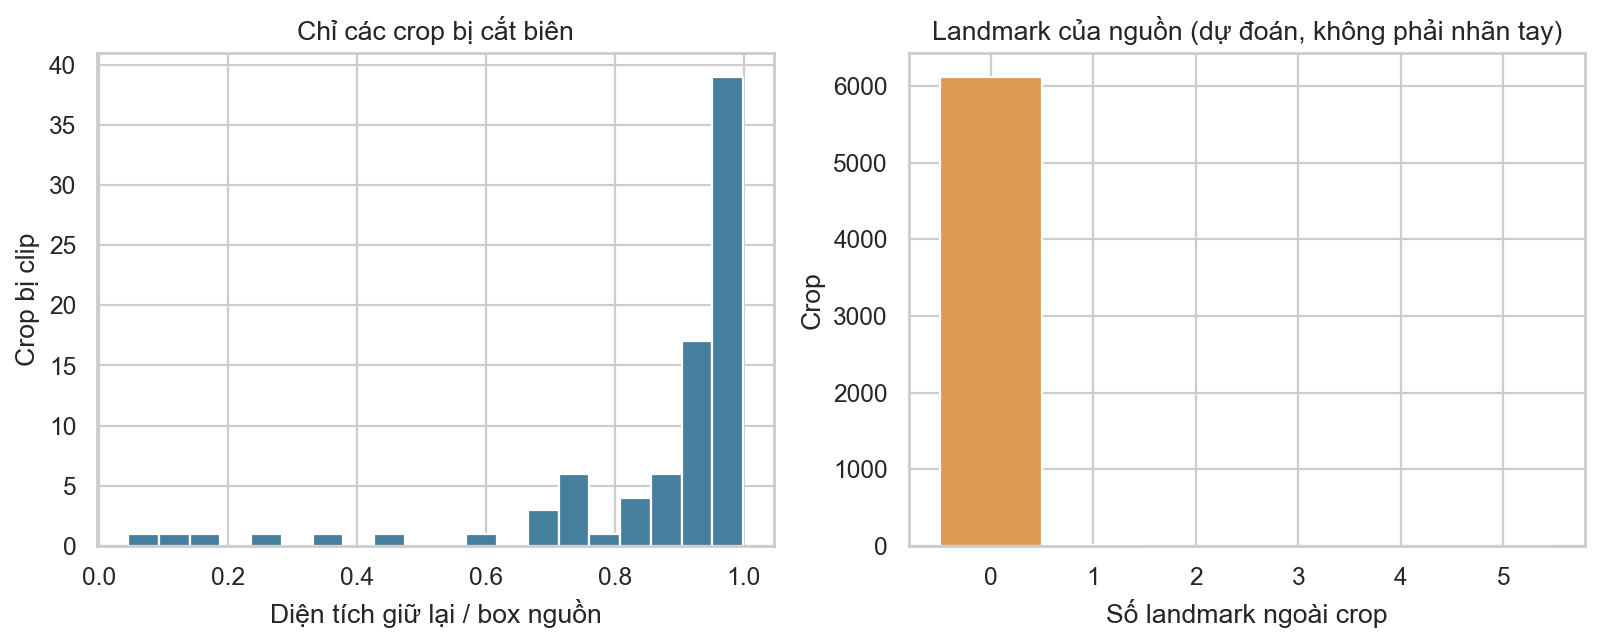 Chỉ các crop bị cắt biên
Crop bị clip
40
35
30
25
20
15
10
5
0
0.0 0.2 0.4 0.6 0.8 1.0
Diện tích giữ lại / box nguồn
Landmark của nguồn (dự đoán, không phải nhãn tay)
Crop
6000
5000
4000
3000
2000
1000
0
0 1 2 3 4 5
Số landmark ngoài crop